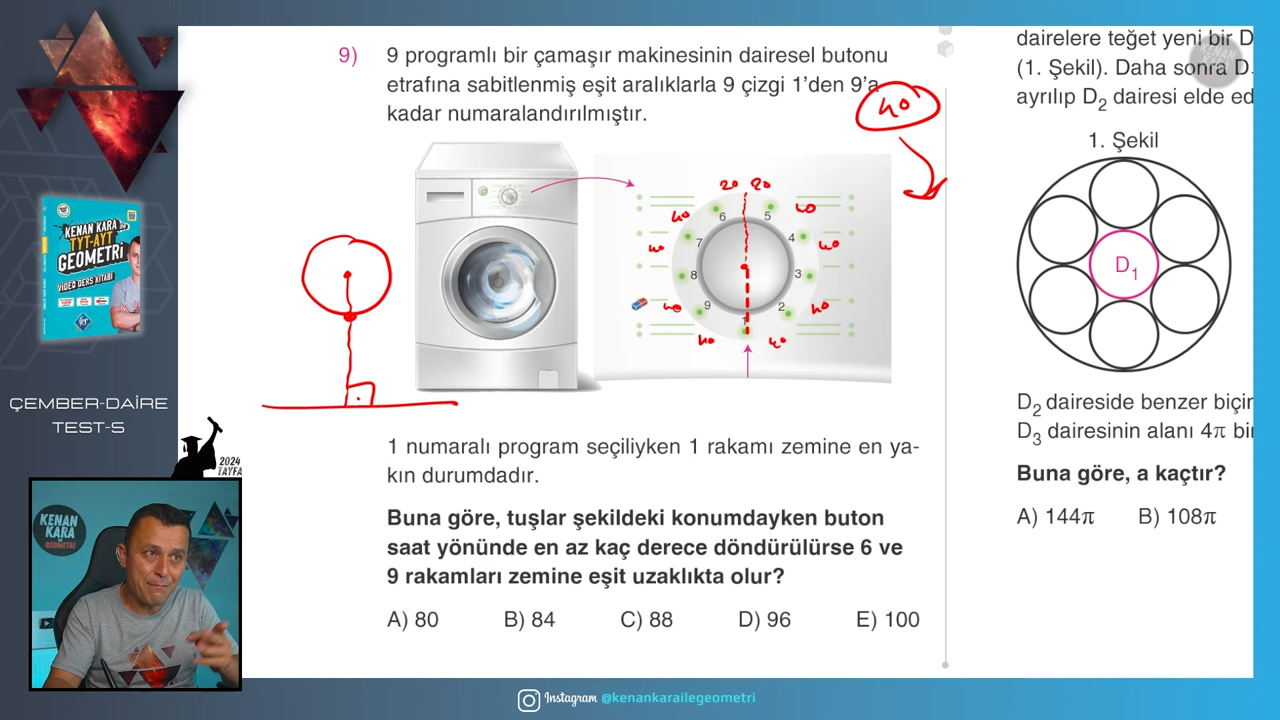 9) 9 programlı bir çamaşır makinesinin dairesel butonu
etrafına sabitlenmiş eşit aralıklarla 9 çizgi 1'den 9'a
kadar numaralandırılmıştır.
40
20 20
6 5
40 40
7 4
40 40
8 3
9 2
40 40
1
40 40
1 numaralı program seçiliyken 1 rakamı zemine en ya-
kın durumdadır.
Buna göre, tuşlar şekildeki konumdayken buton
saat yönünde en az kaç derece döndürülürse 6 ve
9 rakamları zemine eşit uzaklıkta olur?
A) 80 B) 84 C) 88 D) 96 E) 100
dairelere teğet yeni bir D
(1. Şekil). Daha sonra D
ayrılıp D2 dairesi elde ed
1. Şekil
D1
D2 daireside benzer biçi
D3 dairesinin alanı 4π bi
Buna göre, a kaçtır?
A) 144π B) 108π
KENAN KARA
TYT-AYT
GEOMETRİ
VİDEO DERS KİTABI
ÇEMBER-DAİRE
TEST-5
2024
TAYFA
KENAN
KARA
GEOMETRİ
Instagram @kenankarailegeometri